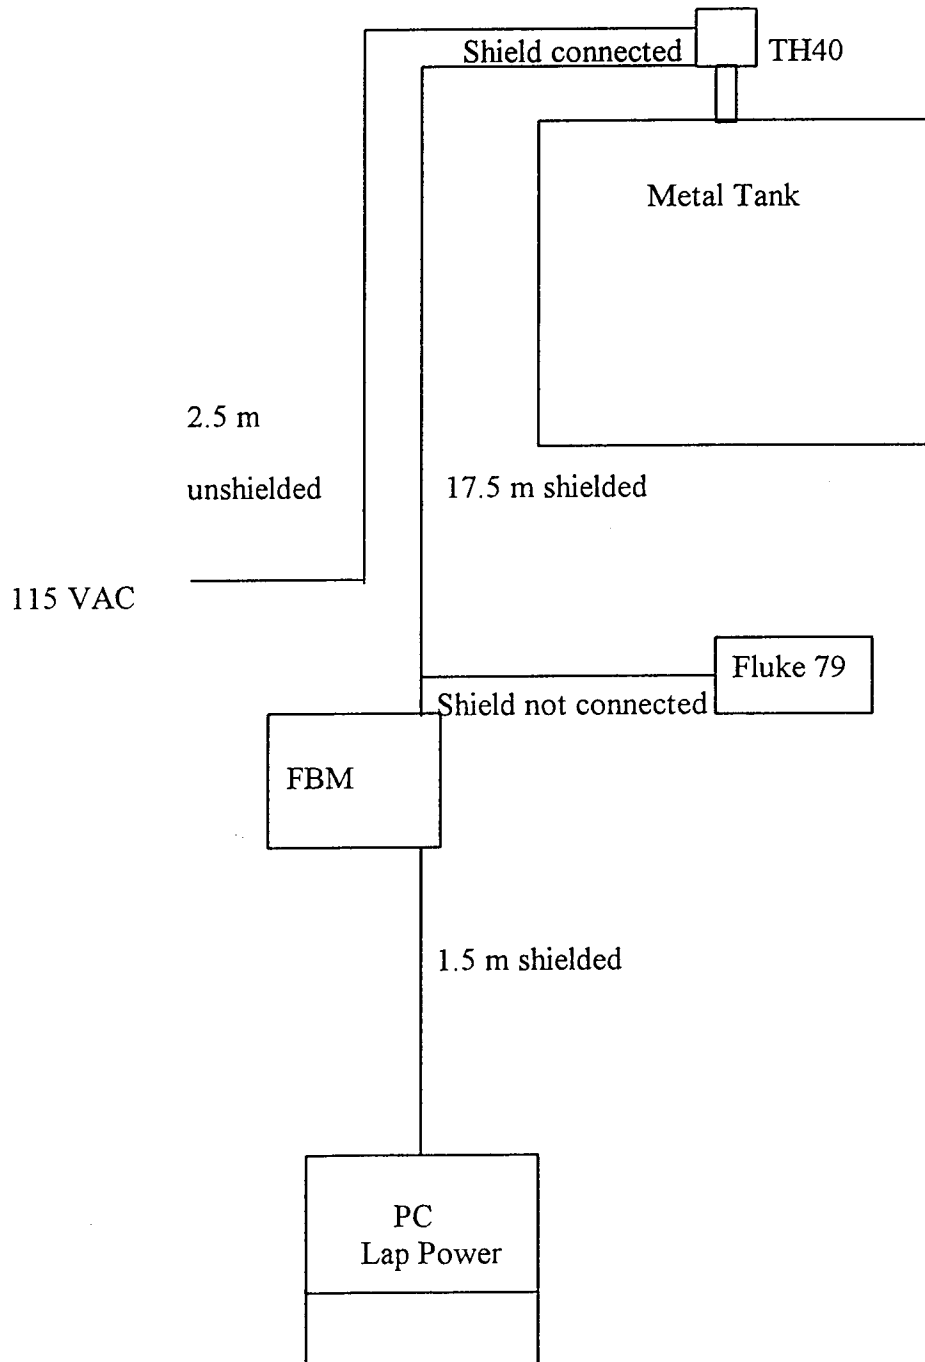 Shield connected
TH40
Metal Tank
2.5 m
unshielded
17.5 m shielded
115 VAC
Fluke 79
Shield not connected
FBM
1.5 m shielded
PC
Lap Power